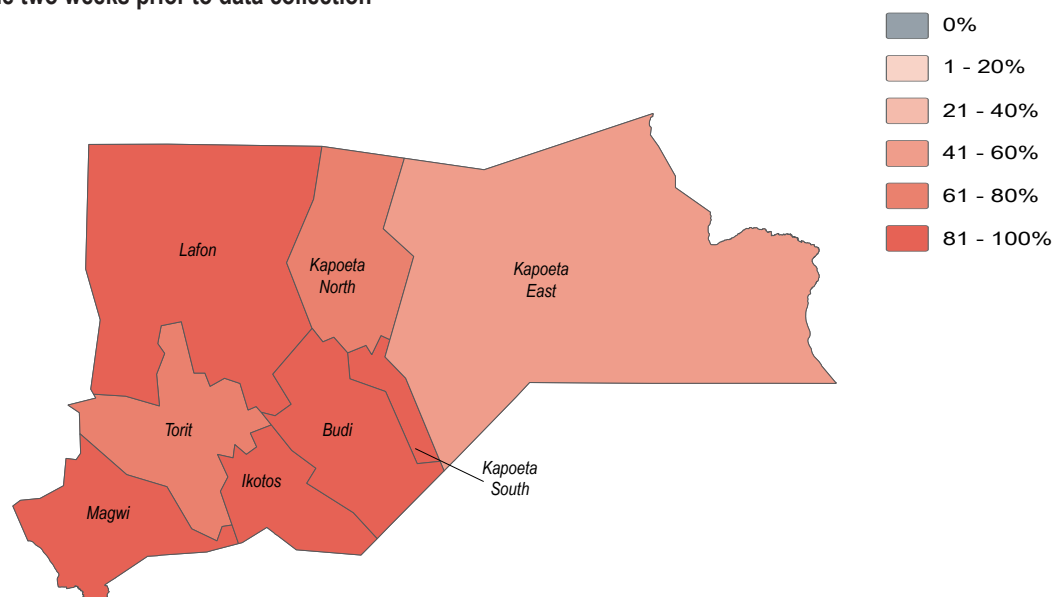 two weeks prior to data collection
0%
1 - 20%
21 - 40%
41 - 60%
61 - 80%
81 - 100%
Lafon
Kapoeta
North
Kapoeta
East
Torit
Budi
Ikotos
Kapoeta
South
Magwi